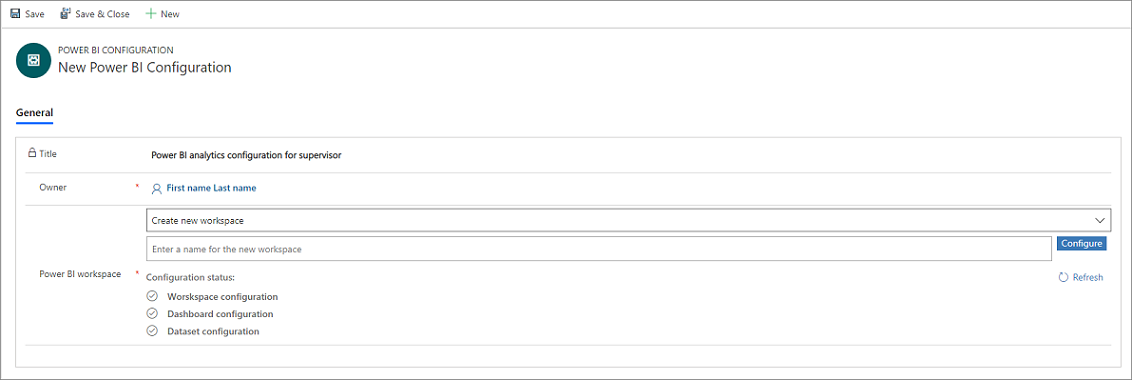 Save Save & Close New
POWER BI CONFIGURATION
New Power BI Configuration
General
Title Power BI analytics configuration for supervisor
Owner * First name Last name
Create new workspace
Enter a name for the new workspace Configure
Power BI workspace * Configuration status: Refresh
Worskspace configuration
Dashboard configuration
Dataset configuration